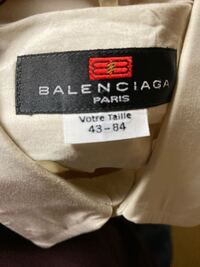 BALENCIAGA
PARIS
Votre Taille
43-84